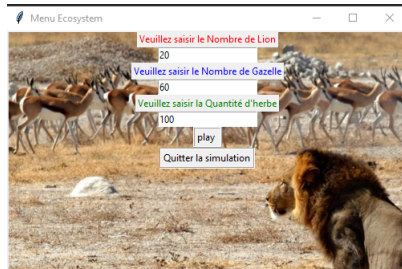 Menu Ecosystem
Veuillez saisir le Nombre de Lion
20
Veuillez saisir le Nombre de Gazelle
60
Veuillez saisir la Quantité d'herbe
100
play
Quitter la simulation